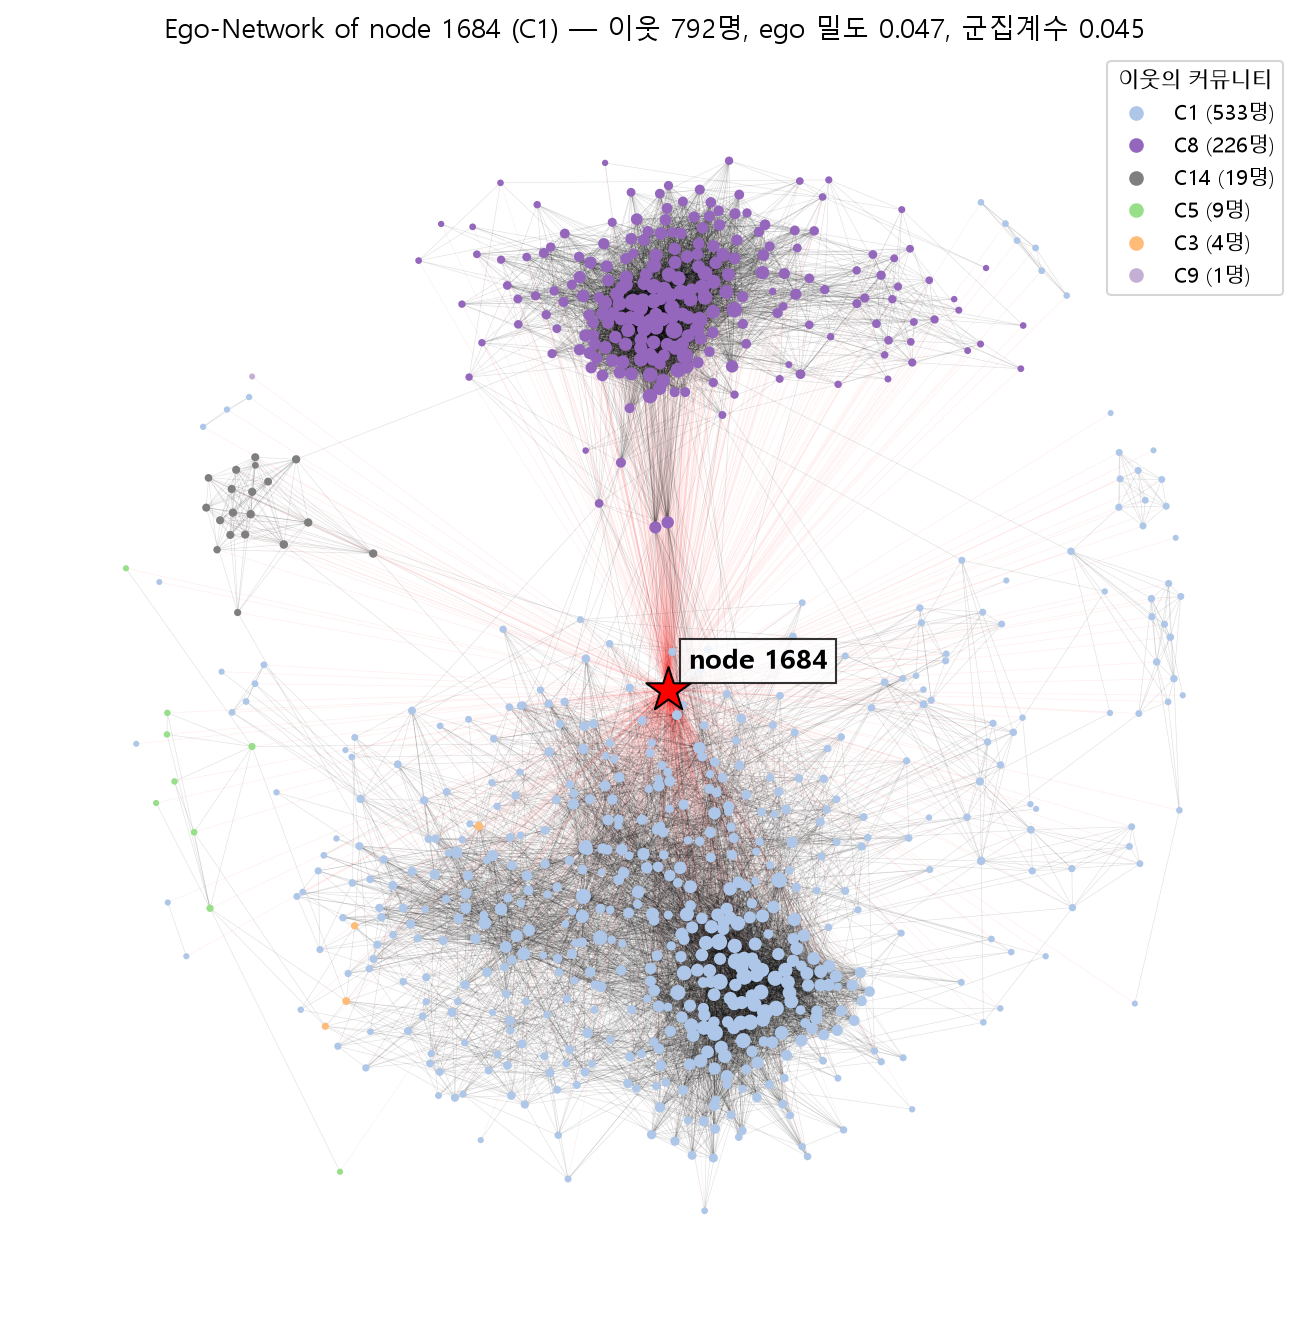 Ego-Network of node 1684 (C1) — 이웃 792명, ego 밀도 0.047, 군집계수 0.045
이웃의 커뮤니티
C1 (533명)
C8 (226명)
C14 (19명)
C5 (9명)
C3 (4명)
C9 (1명)
node 1684